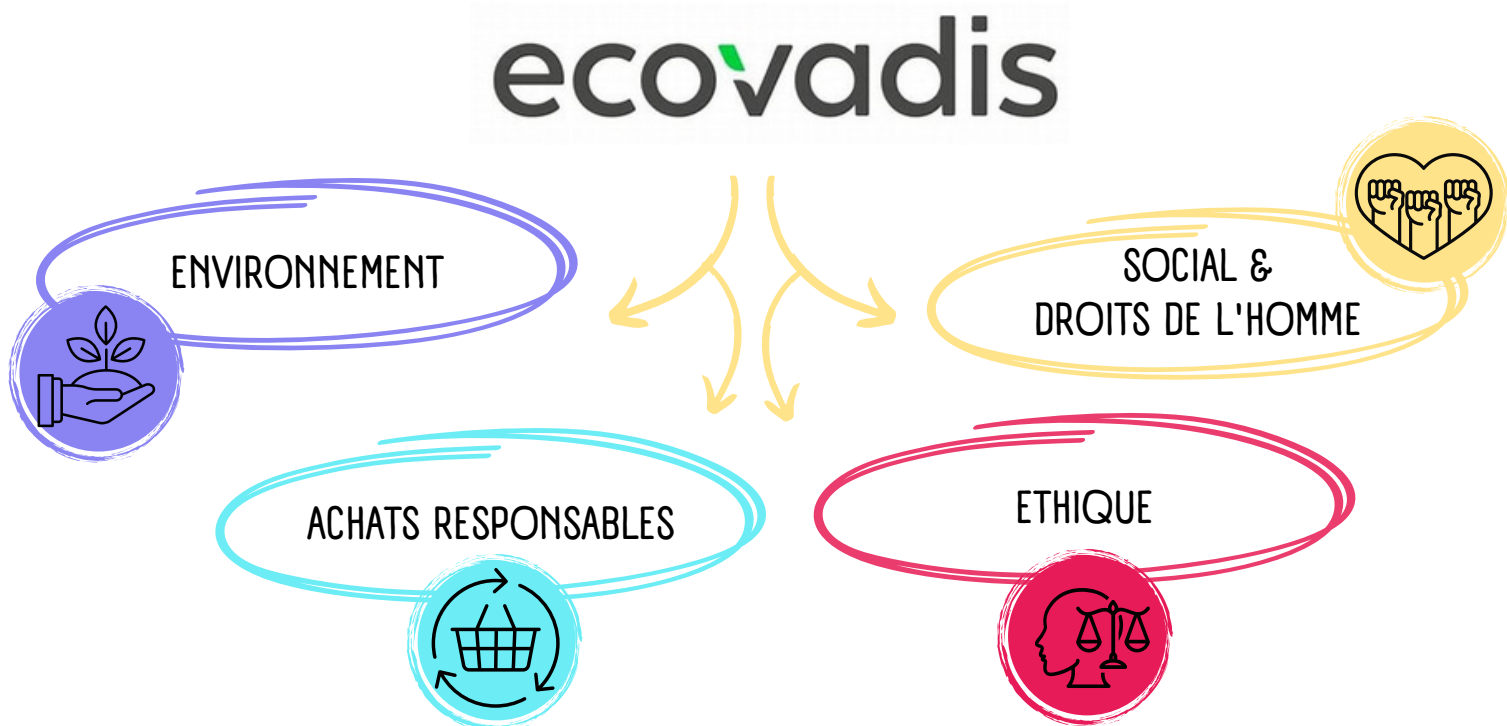 ecovadis
ENVIRONNEMENT
SOCIAL &
DROITS DE L'HOMME
ACHATS RESPONSABLES
ETHIQUE